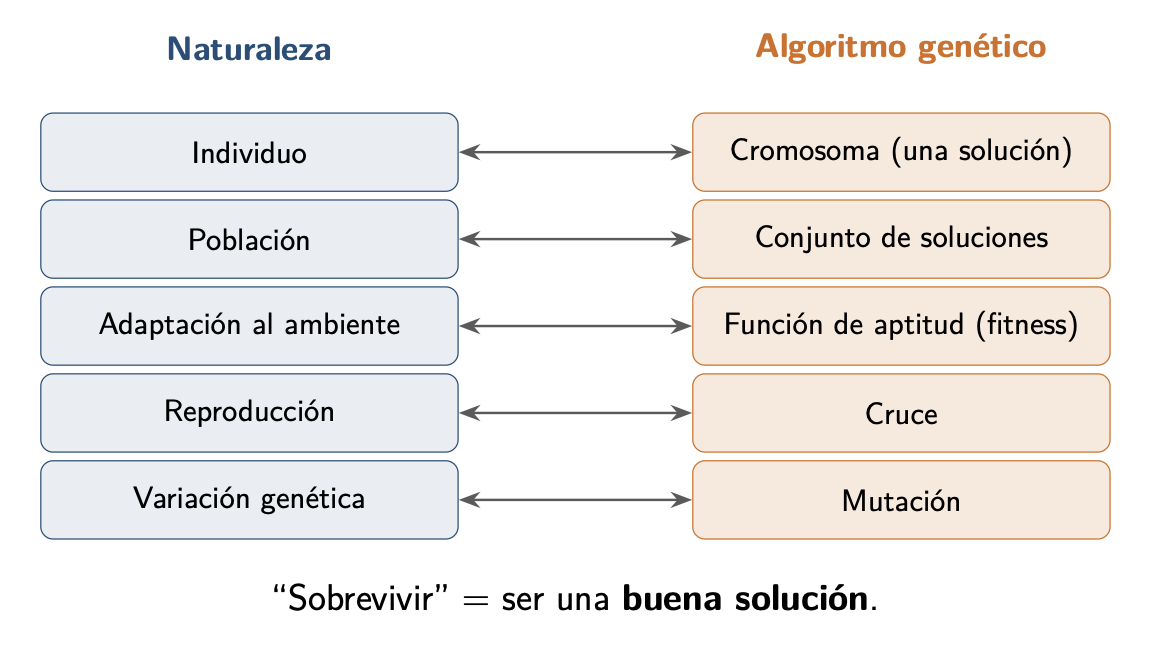 Naturaleza
Algoritmo genético
Individuo
Cromosoma (una solución)
Población
Conjunto de soluciones
Adaptación al ambiente
Función de aptitud (fitness)
Reproducción
Cruce
Variación genética
Mutación
“Sobrevivir” = ser una buena solución.